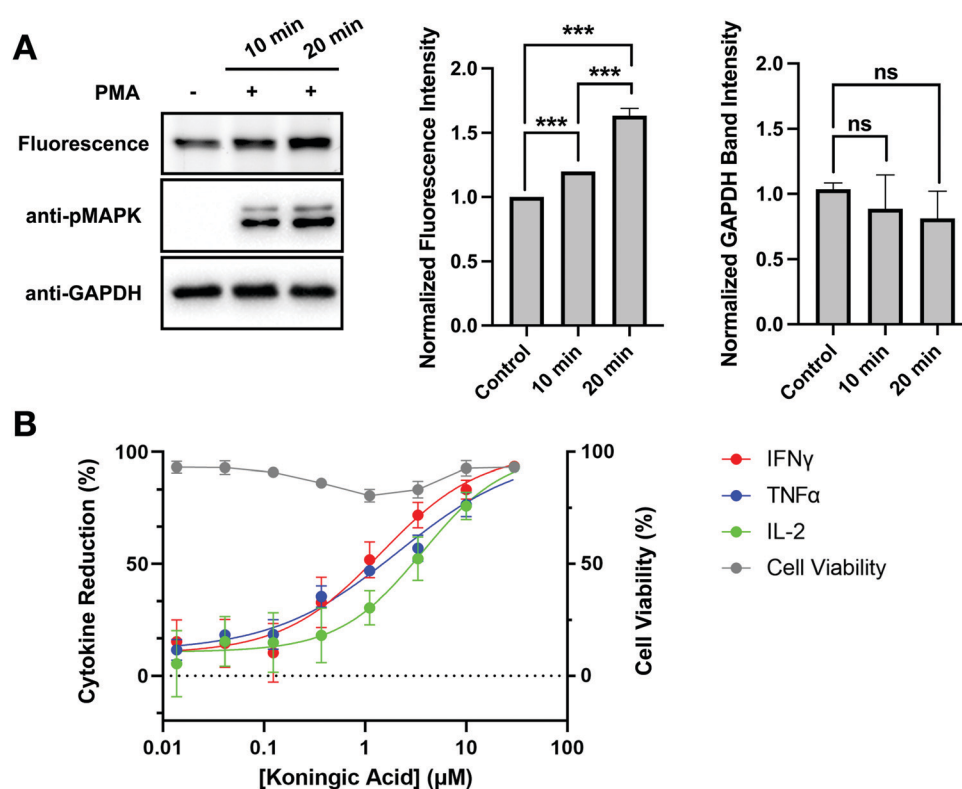 A
10 min
20 min
PMA
-
+
+
Fluorescence
anti-pMAPK
anti-GAPDH
Normalized Fluorescence Intensity
2.0
1.5
1.0
0.5
0.0
***
***
***
Control
10 min
20 min
Normalized GAPDH Band Intensity
2.0
1.5
1.0
0.5
0.0
ns
ns
Control
10 min
20 min
B
Cytokine Reduction (%)
100
50
0
0.01
0.1
1
10
100
[Koningic Acid] (μM)
100
50
0
Cell Viability (%)
IFNγ
TNFα
IL-2
Cell Viability